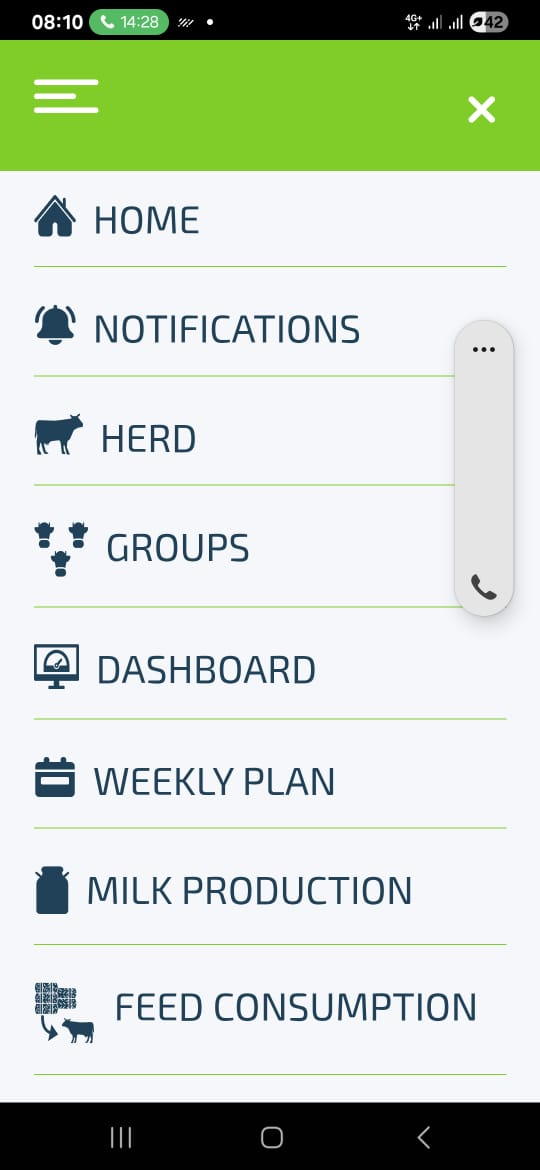 08:10
14:28
4G+
42
HOME
NOTIFICATIONS
HERD
GROUPS
DASHBOARD
WEEKLY PLAN
MILK PRODUCTION
FEED CONSUMPTION